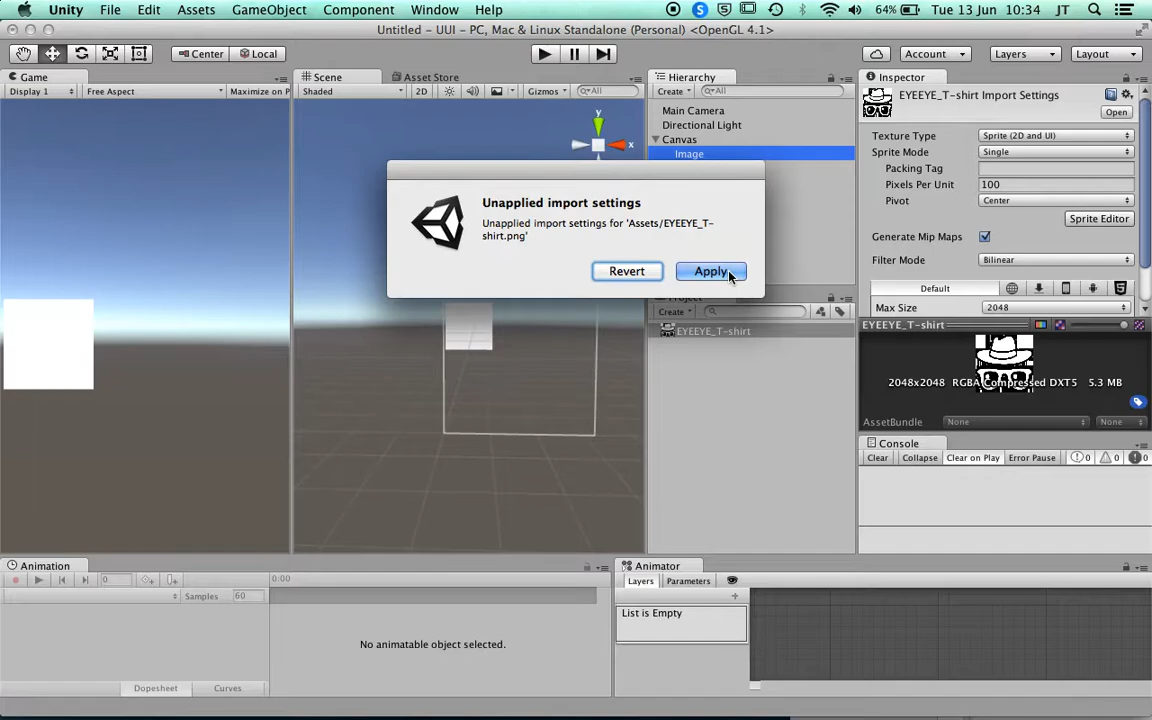 Unity File Edit Assets GameObject Component Window Help 64% Tue 13 Jun 10:34 JT
Untitled - UUI - PC, Mac & Linux Standalone (Personal) <OpenGL 4.1>
Center Local Account Layers Layout
Game
Display 1 Free Aspect Maximize on P
Scene Asset Store
Shaded 2D Gizmos All
y
x
Hierarchy
Create All
Main Camera
Directional Light
Canvas
Image
Unapplied import settings
Unapplied import settings for 'Assets/EYEEYE_T-
shirt.png'
Revert Apply
Project
Create
EYEEYE_T-shirt
Inspector
EYEEYE_T-shirt Import Settings
Open
Texture Type Sprite (2D and UI)
Sprite Mode Single
Packing Tag
Pixels Per Unit 100
Pivot Center
Sprite Editor
Generate Mip Maps
Filter Mode Bilinear
Default
Max Size 2048
EYEEYE_T-shirt
2048x2048 RGBA Compressed DXT5 5.3 MB
AssetBundle None None
Console
Clear Collapse Clear on Play Error Pause 0 0 0
Animation
0 0:00
Samples 60
No animatable object selected.
Dopesheet Curves
Animator
Layers Parameters
List is Empty